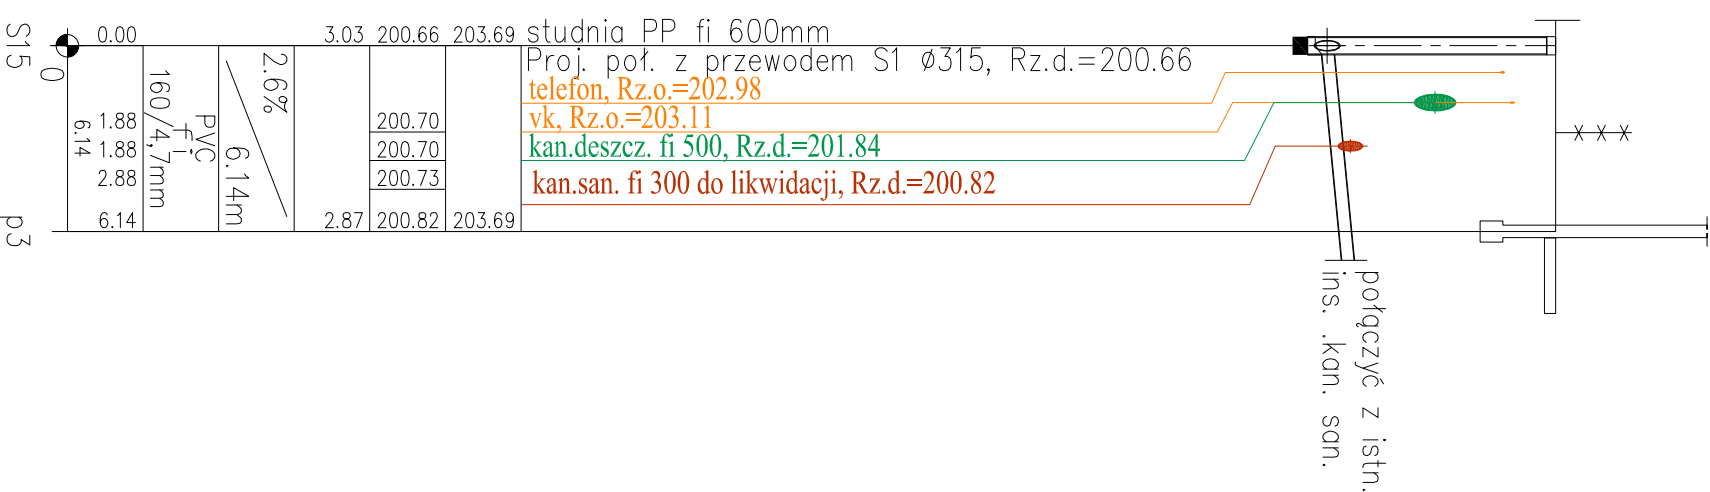 S15
0
0.00
3.03
200.66
203.69
studnia PP fi 600mm
Proj. poł. z przewodem S1 Ø315, Rz.d.=200.66
telefon, Rz.o.=202.98
vk, Rz.o.=203.11
kan.deszcz. fi 500, Rz.d.=201.84
kan.san. fi 300 do likwidacji, Rz.d.=200.82
1.88
1.88
2.88
6.14
6.14
PVC
fi
160/4,7mm
2.6%
6.14m
200.70
200.70
200.73
p3
2.87
200.82
203.69
połączyć z istn.
ins. .kan. san.